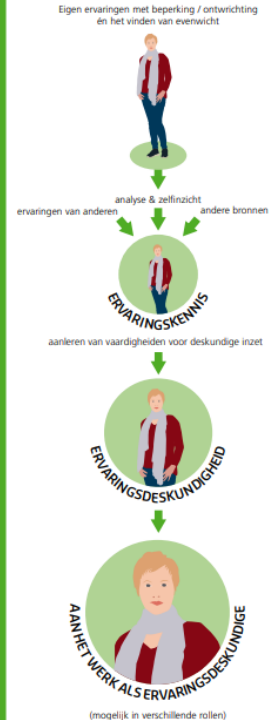 Eigen ervaringen met beperking / ontwrichting
én het vinden van evenwicht
analyse & zelfinzicht
ervaringen van anderen
andere bronnen
ERVARINGSKENNIS
aanleren van vaardigheiden voor deskundige inzet
ERVARINGSDESKUNDIGHEID
AAN HET WERK ALS ERVARINGSDESKUNDIGE
(mogelijk in verschillende rollen)